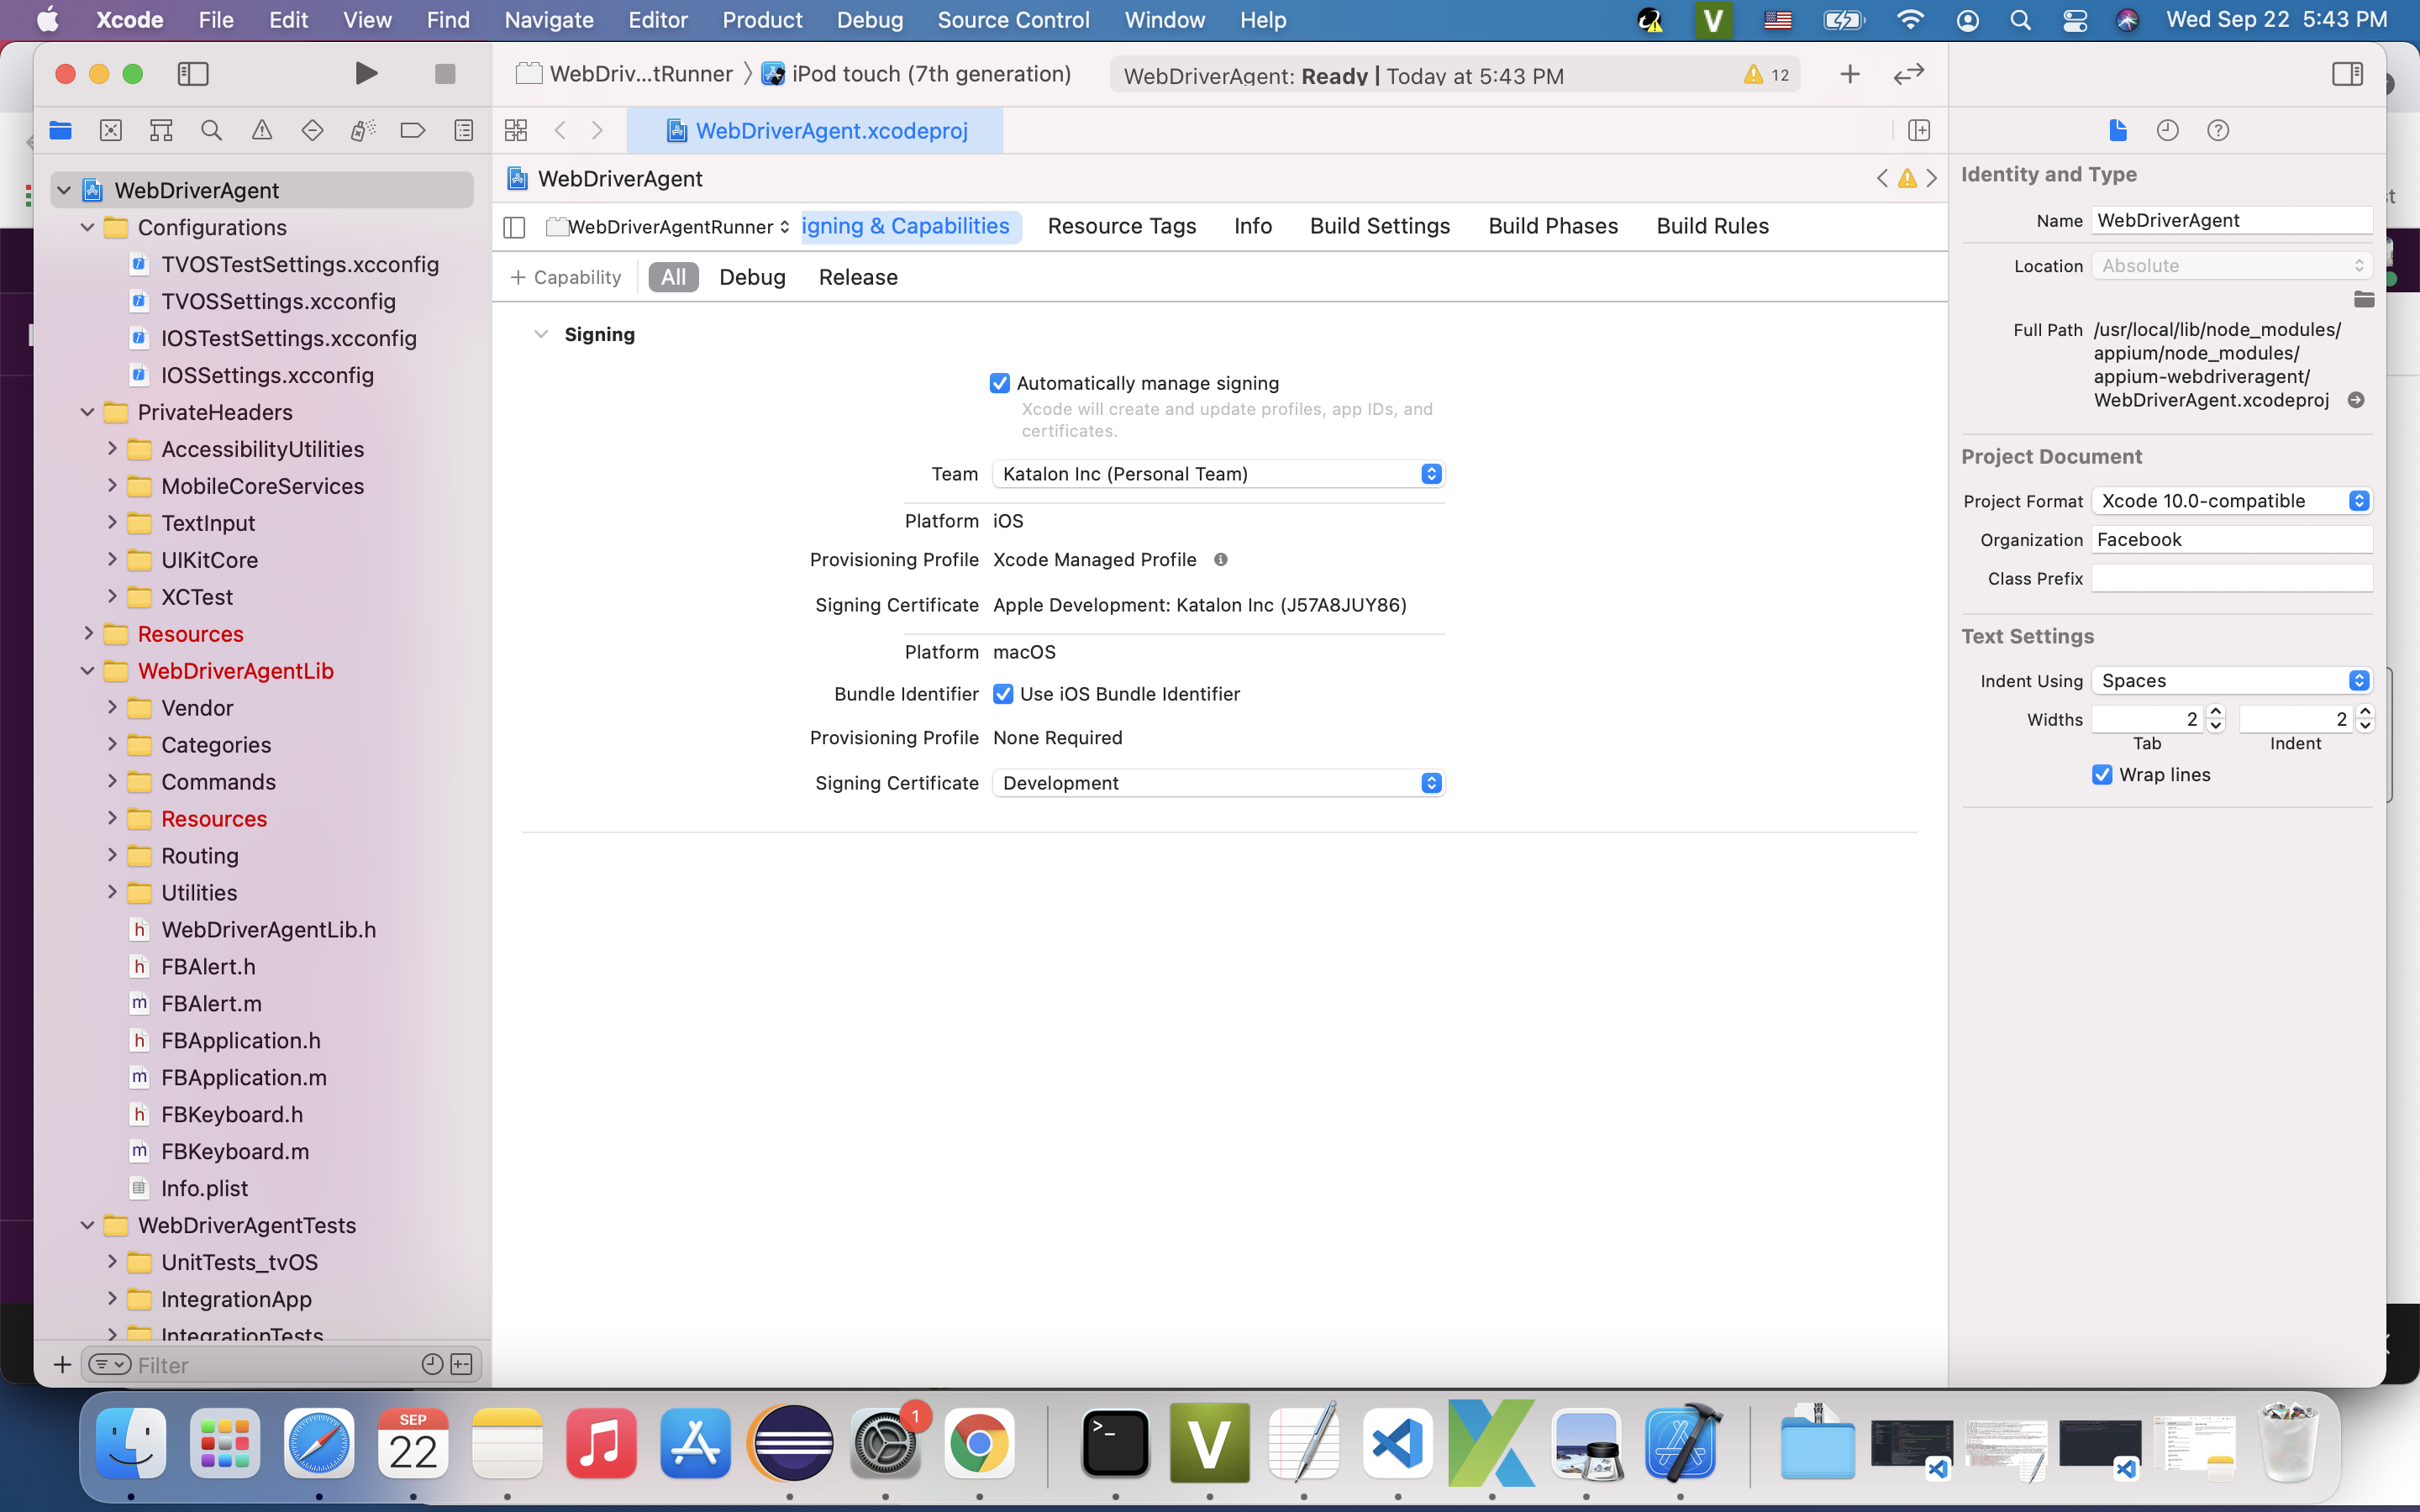 Xcode File Edit View Find Navigate Editor Product Debug Source Control Window Help V Wed Sep 22 5:43 PM
WebDriv...tRunner iPod touch (7th generation) WebDriverAgent: Ready | Today at 5:43 PM 12
WebDriverAgent.xcodeproj
WebDriverAgent
WebDriverAgentRunner igning & Capabilities Resource Tags Info Build Settings Build Phases Build Rules
+ Capability All Debug Release
WebDriverAgent
Configurations
TVOSTestSettings.xcconfig
TVOSSettings.xcconfig
IOSTestSettings.xcconfig
IOSSettings.xcconfig
PrivateHeaders
AccessibilityUtilities
MobileCoreServices
TextInput
UIKitCore
XCTest
Resources
WebDriverAgentLib
Vendor
Categories
Commands
Resources
Routing
Utilities
h WebDriverAgentLib.h
h FBAlert.h
m FBAlert.m
h FBApplication.h
m FBApplication.m
h FBKeyboard.h
m FBKeyboard.m
Info.plist
WebDriverAgentTests
UnitTests_tvOS
IntegrationApp
IntegrationTests
Filter
Signing
Automatically manage signing
Xcode will create and update profiles, app IDs, and
certificates.
Team Katalon Inc (Personal Team)
Platform iOS
Provisioning Profile Xcode Managed Profile
Signing Certificate Apple Development: Katalon Inc (J57A8JUY86)
Platform macOS
Bundle Identifier Use iOS Bundle Identifier
Provisioning Profile None Required
Signing Certificate Development
Identity and Type
Name WebDriverAgent
Location Absolute
Full Path /usr/local/lib/node_modules/
appium/node_modules/
appium-webdriveragent/
WebDriverAgent.xcodeproj
Project Document
Project Format Xcode 10.0-compatible
Organization Facebook
Class Prefix
Text Settings
Indent Using Spaces
Widths 2 2
Tab Indent
Wrap lines
SEP
22
1
>_
V